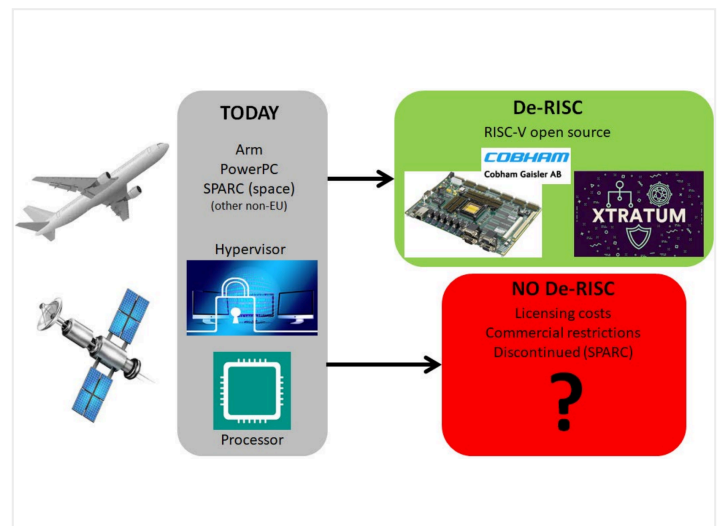 TODAY
Arm
PowerPC
SPARC (space)
(other non-EU)
Hypervisor
Processor
De-RISC
RISC-V open source
COBHAM
Cobham Gaisler AB
XTRATUM
NO De-RISC
Licensing costs
Commercial restrictions
Discontinued (SPARC)
?